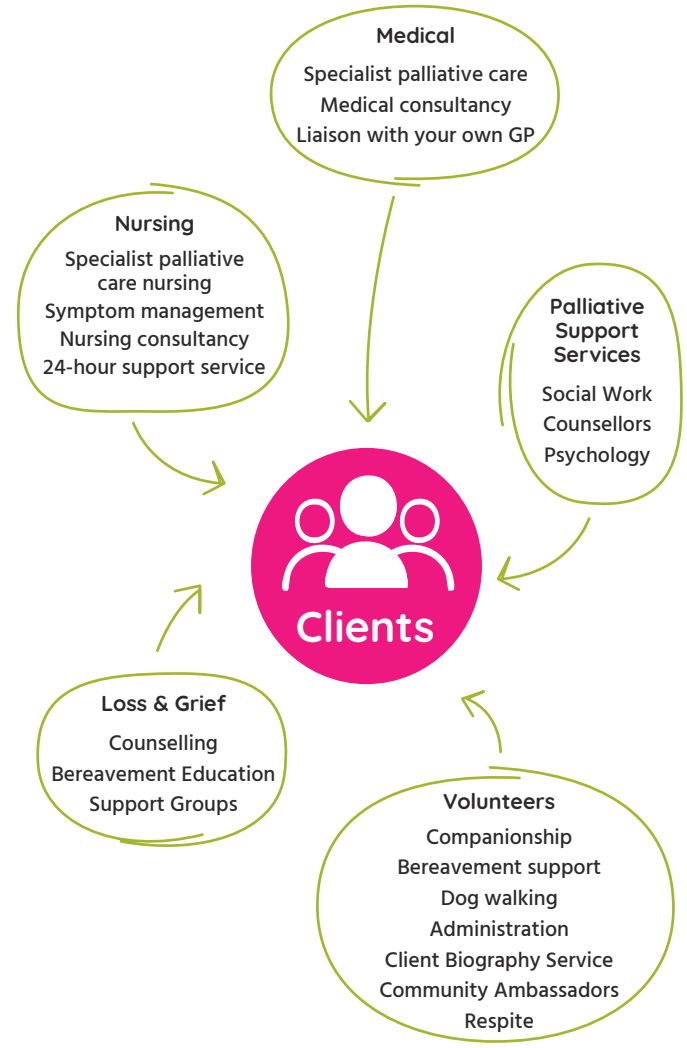 Medical
Specialist palliative care
Medical consultancy
Liaison with your own GP
Nursing
Specialist palliative
care nursing
Symptom management
Nursing consultancy
24-hour support service
Palliative
Support
Services
Social Work
Counsellors
Psychology
Clients
Loss & Grief
Counselling
Bereavement Education
Support Groups
Volunteers
Companionship
Bereavement support
Dog walking
Administration
Client Biography Service
Community Ambassadors
Respite